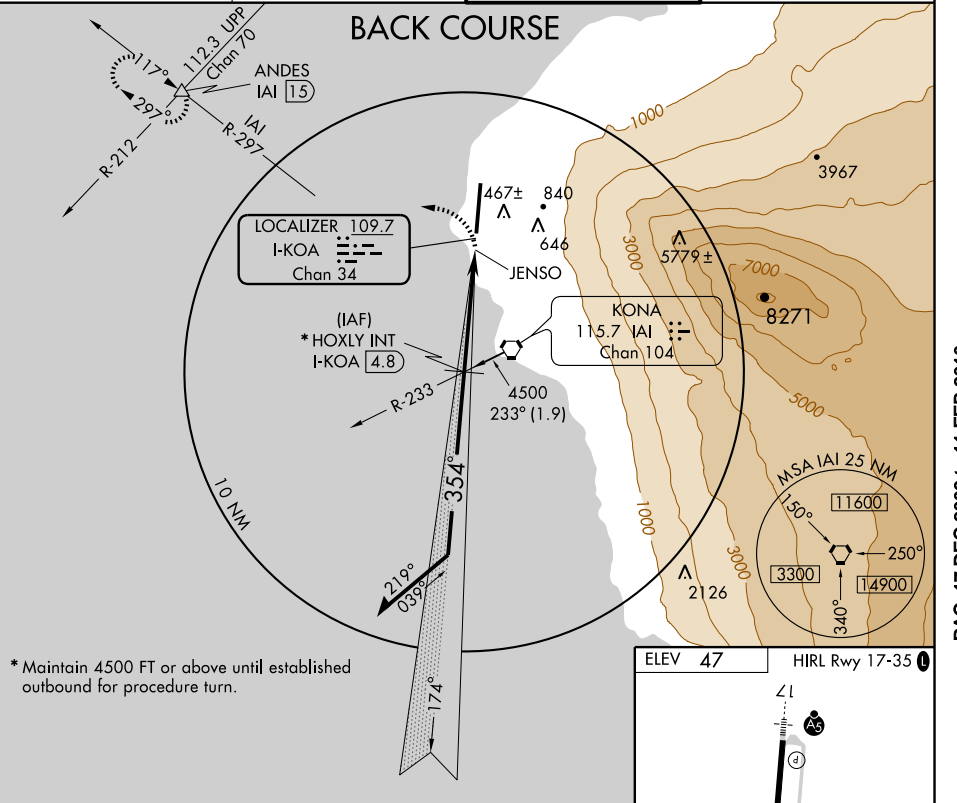 BACK COURSE
112.3 UPP
Chan 70
117°
297°
ANDES
IAI 15
R-212
IAI
R-297
1000
3967
467±
840
646
3000
5779±
7000
8271
LOCALIZER 109.7
I-KOA
Chan 34
JENSO
(IAF)
* HOXLY INT
I-KOA 4.8
KONA
115.7 IAI
Chan 104
R-233
4500
233° (1.9)
5000
354°
10 NM
MSA IAI 25 NM
150°
11600
250°
3300
14900
340°
1000
3000
2126
219°
039°
174°
* Maintain 4500 FT or above until established
outbound for procedure turn.
ELEV 47
HIRL Rwy 17-35 L
17
A5
P